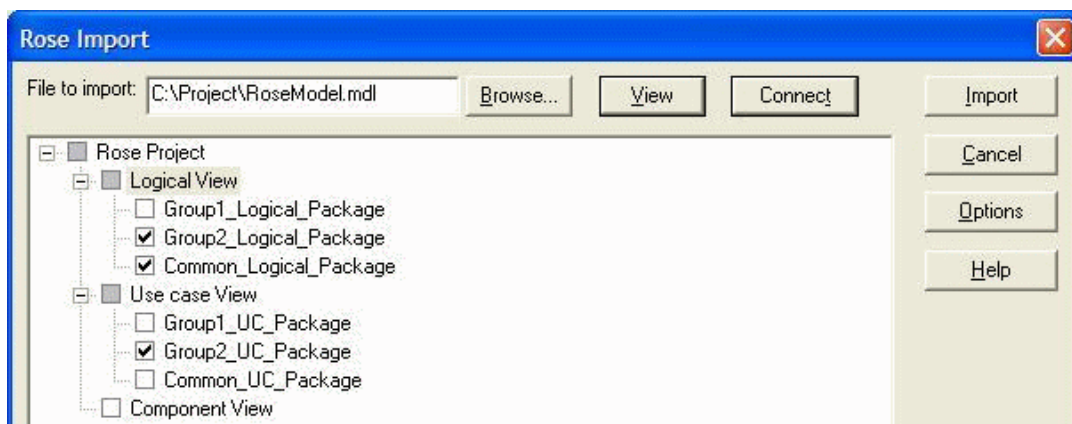 Rose Import
File to import: C:\Project\RoseModel.mdl Browse... View Connect Import
Rose Project
Cancel
Logical View
Group1_Logical_Package
Options
Group2_Logical_Package
Common_Logical_Package
Help
Use case View
Group1_UC_Package
Group2_UC_Package
Common_UC_Package
Component View